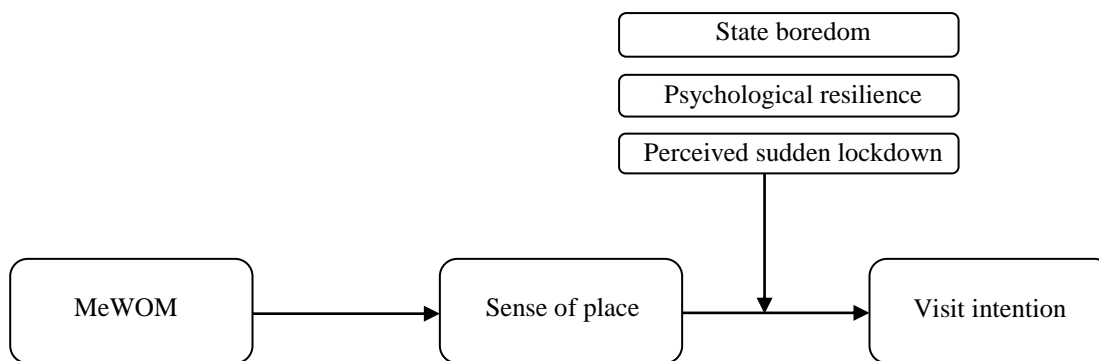 State boredom
Psychological resilience
Perceived sudden lockdown
MeWOM
Sense of place
Visit intention